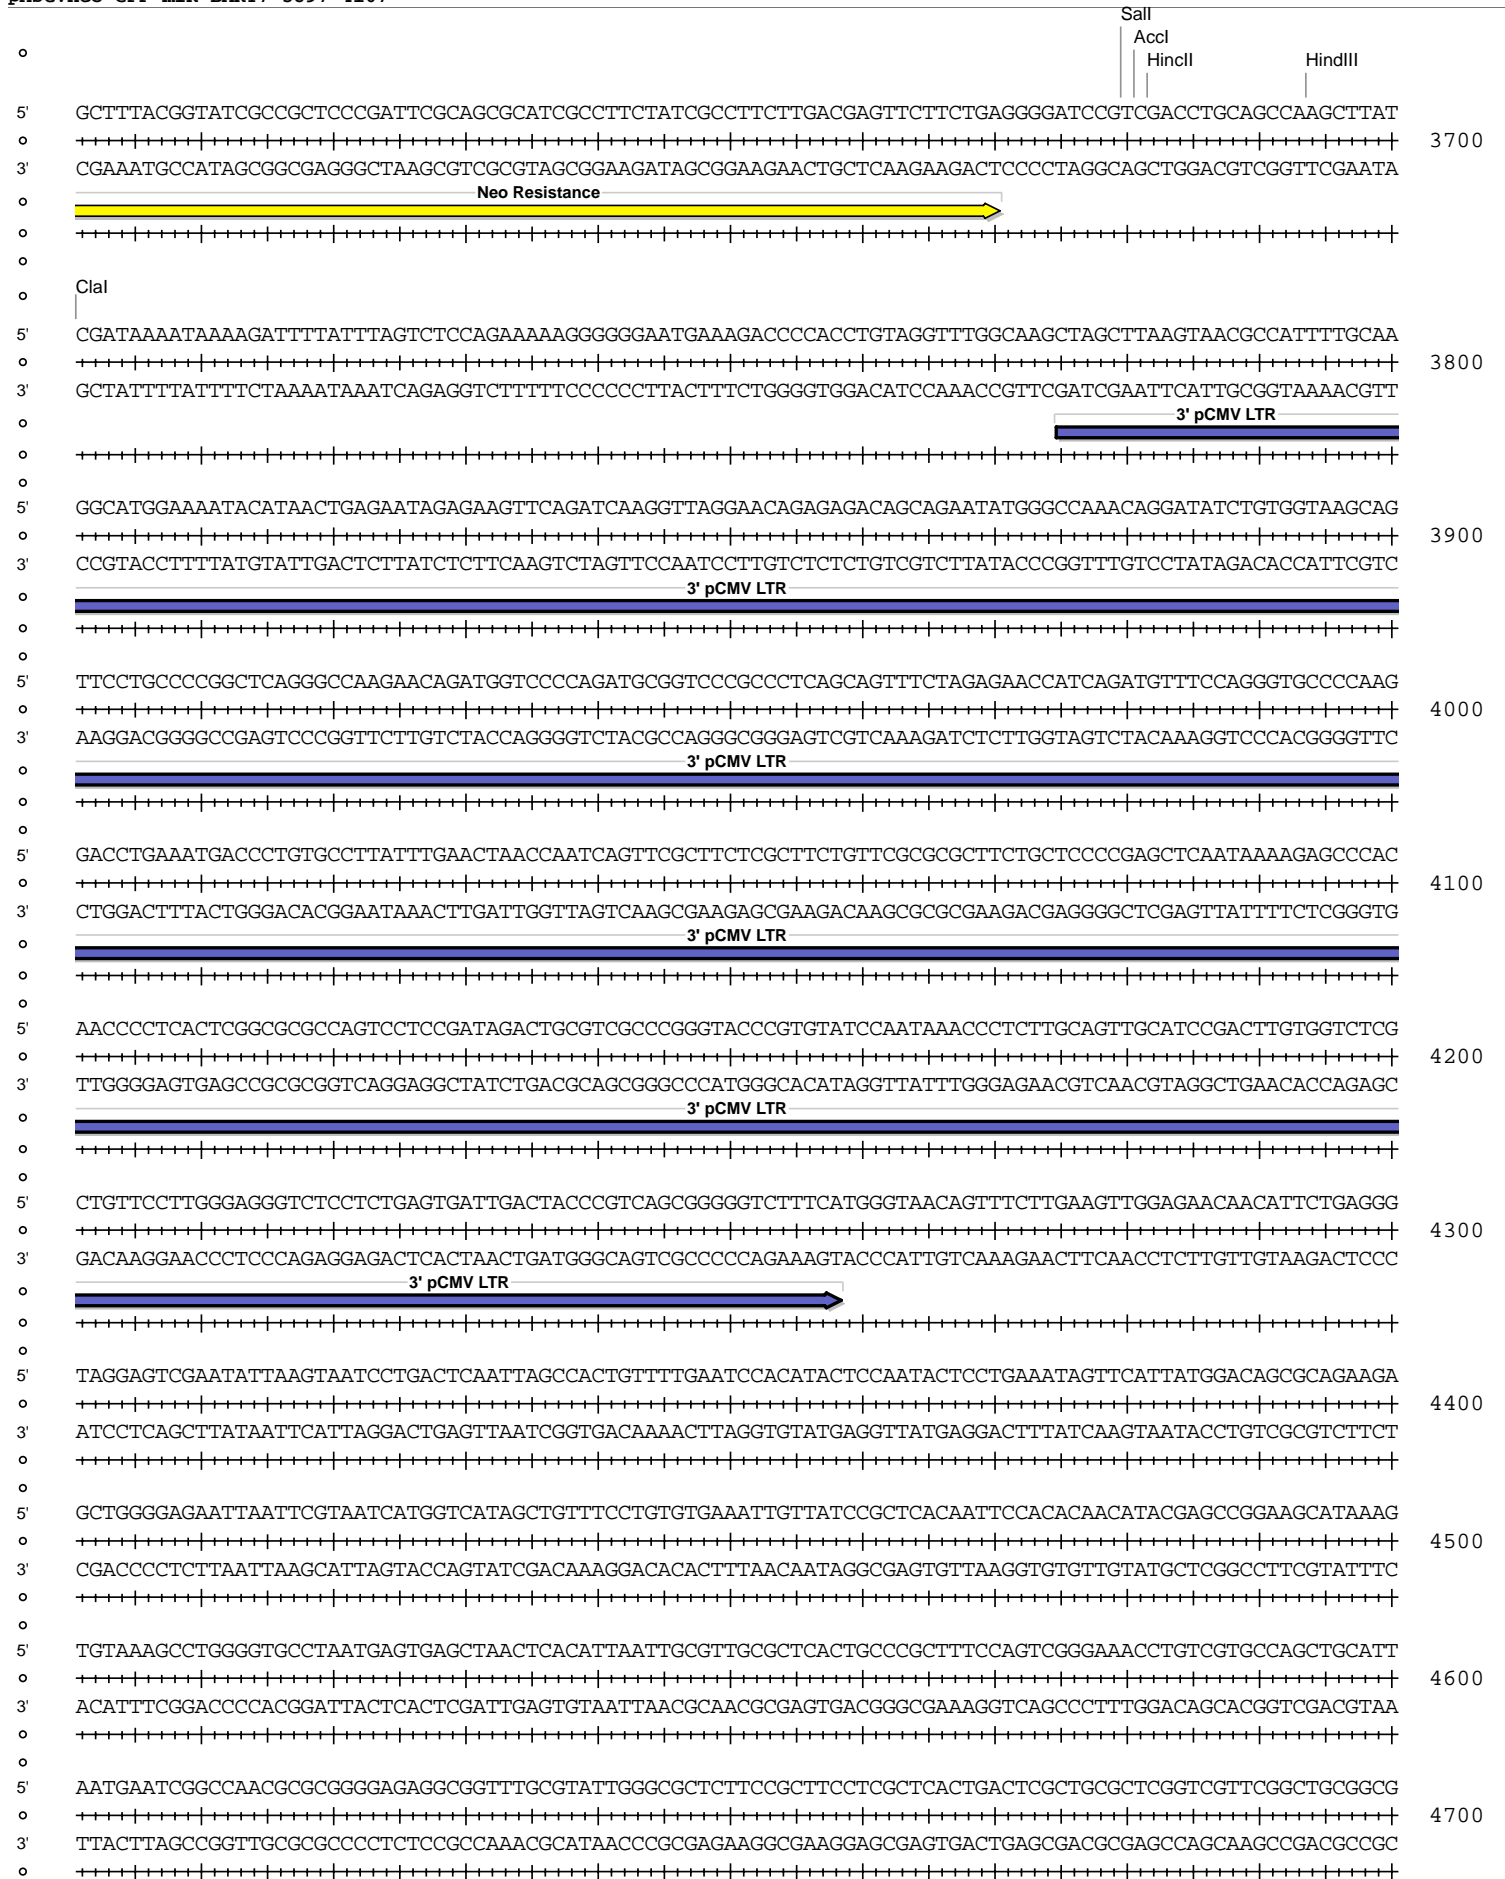 SalI
AccI
HincII HindIII
5' GCTTTACGGTATCGCCGCTCCCGATTCGCAGCGCATCGCCTTCTATCGCCTTCTTGACGAGTTCTTCTGAGGGGATCCGTCGACCTGCAGCCAAGCTTAT
3700
3' CGAAATGCCATAGCGGCGAGGGCTAAGCGTCGCGTAGCGGAAGATAGCGGAAGAACTGCTCAAGAAGACTCCCCTAGGCAGCTGGACGTCGGTTCGAATA
Neo Resistance
ClaI
5' CGATAAAATAAAAGATTTTATTTAGTCTCCAGAAAAAGGGGGGAATGAAAGACCCCACCTGTAGGTTTGGCAAGCTAGCTTAAGTAACGCCATTTTGCAA
3800
3' GCTATTTTATTTTCTAAAATAAATCAGAGGTCTTTTTCCCCCCTTACTTTCTGGGGTGGACATCCAAACCGTTCGATCGAATTCATTGCGGTAAAACGTT
3' pCMV LTR
5' GGCATGGAAAATACATAACTGAGAATAGAGAAGTTCAGATCAAGGTTAGGAACAGAGAGACAGCAGAATATGGGCCAAACAGGATATCTGTGGTAAGCAG
3900
3' CCGTACCTTTTATGTATTGACTCTTATCTCTTCAAGTCTAGTTCCAATCCTTGTCTCTCTGTCGTCTTATACCCGGTTTGTCCTATAGACACCATTCGTC
3' pCMV LTR
5' TTCCTGCCCCGGCTCAGGGCCAAGAACAGATGGTCCCCAGATGCGGTCCCGCCCTCAGCAGTTTCTAGAGAACCATCAGATGTTTCCAGGGTGCCCCAAG
4000
3' AAGGACGGGGCCGAGTCCCGGTTCTTGTCTACCAGGGGTCTACGCCAGGGCGGGAGTCGTCAAAGATCTCTTGGTAGTCTACAAAGGTCCCACGGGGTTC
3' pCMV LTR
5' GACCTGAAATGACCCTGTGCCTTATTTGAACTAACCAATCAGTTCGCTTCTCGCTTCTGTTCGCGCGCTTCTGCTCCCCGAGCTCAATAAAAGAGCCCAC
4100
3' CTGGACTTTACTGGGACACGGAATAAACTTGATTGGTTAGTCAAGCGAAGAGCGAAGACAAGCGCGCGAAGACGAGGGGCTCGAGTTATTTTCTCGGGTG
3' pCMV LTR
5' AACCCCTCACTCGGCGCGCCAGTCCTCCGATAGACTGCGTCGCCCGGGTACCCGTGTATCCAATAAACCCTCTTGCAGTTGCATCCGACTTGTGGTCTCG
4200
3' TTGGGGAGTGAGCCGCGCGGTCAGGAGGCTATCTGACGCAGCGGGCCCATGGGCACATAGGTTATTTGGGAGAACGTCAACGTAGGCTGAACACCAGAGC
3' pCMV LTR
5' CTGTTCCTTGGGAGGGTCTCCTCTGAGTGATTGACTACCCGTCAGCGGGGGTCTTTCATGGGTAACAGTTTCTTGAAGTTGGAGAACAACATTCTGAGGG
4300
3' GACAAGGAACCCTCCCAGAGGAGACTCACTAACTGATGGGCAGTCGCCCCCAGAAAGTACCCATTGTCAAAGAACTTCAACCTCTTGTTGTAAGACTCCC
3' pCMV LTR
5' TAGGAGTCGAATATTAAGTAATCCTGACTCAATTAGCCACTGTTTTGAATCCACATACTCCAATACTCCTGAAATAGTTCATTATGGACAGCGCAGAAGA
4400
3' ATCCTCAGCTTATAATTCATTAGGACTGAGTTAATCGGTGACAAAACTTAGGTGTATGAGGTTATGAGGACTTTATCAAGTAATACCTGTCGCGTCTTCT
5' GCTGGGGAGAATTAATTCGTAATCATGGTCATAGCTGTTTCCTGTGTGAAATTGTTATCCGCTCACAATTCCACACAACATACGAGCCGGAAGCATAAAG
4500
3' CGACCCCTCTTAATTAAGCATTAGTACCAGTATCGACAAAGGACACACTTTAACAATAGGCGAGTGTTAAGGTGTGTTGTATGCTCGGCCTTCGTATTTC
5' TGTAAAGCCTGGGGTGCCTAATGAGTGAGCTAACTCACATTAATTGCGTTGCGCTCACTGCCCGCTTTCCAGTCGGGAAACCTGTCGTGCCAGCTGCATT
4600
3' ACATTTCGGACCCCACGGATTACTCACTCGATTGAGTGTAATTAACGCAACGCGAGTGACGGGCGAAAGGTCAGCCCTTTGGACAGCACGGTCGACGTAA
5' AATGAATCGGCCAACGCGCGGGGAGAGGCGGTTTGCGTATTGGGCGCTCTTCCGCTTCCTCGCTCACTGACTCGCTGCGCTCGGTCGTTCGGCTGCGGCG
4700
3' TTACTTAGCCGGTTGCGCGCCCCTCTCCGCCAAACGCATAACCCGCGAGAAGGCGAAGGAGCGAGTGACTGAGCGACGCGAGCCAGCAAGCCGACGCCGC